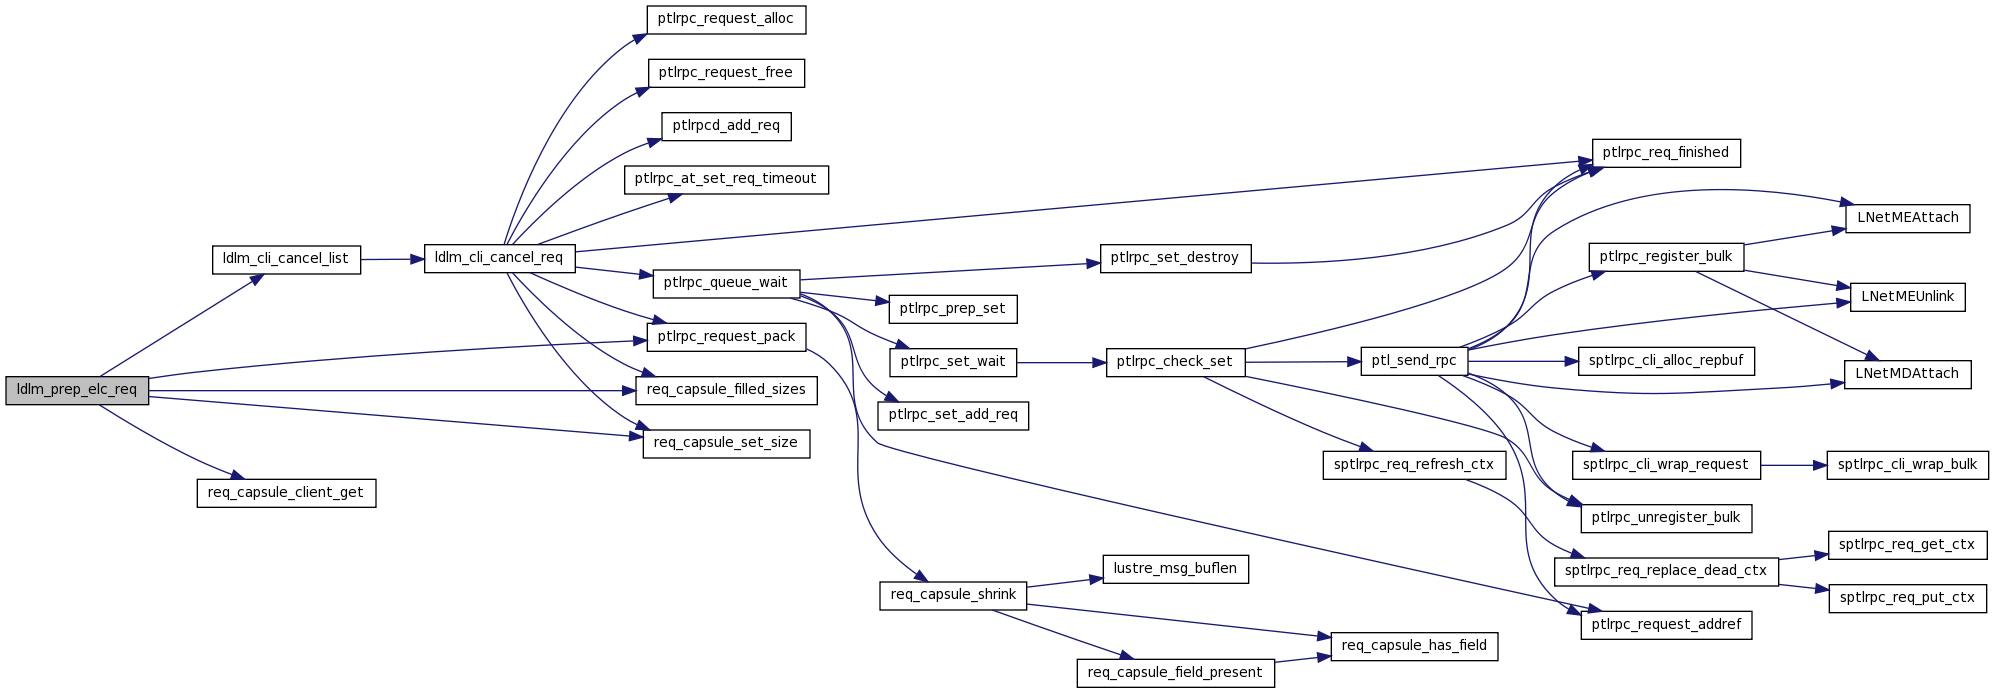 ldlm_prep_elc_req
ldlm_cli_cancel_list
req_capsule_client_get
ldlm_cli_cancel_req
ptlrpc_request_alloc
ptlrpc_request_free
ptlrpcd_add_req
ptlrpc_at_set_req_timeout
ptlrpc_queue_wait
ptlrpc_request_pack
req_capsule_filled_sizes
req_capsule_set_size
ptlrpc_prep_set
ptlrpc_set_wait
ptlrpc_set_add_req
req_capsule_shrink
ptlrpc_set_destroy
ptlrpc_check_set
lustre_msg_buflen
req_capsule_field_present
ptl_send_rpc
sptlrpc_req_refresh_ctx
req_capsule_has_field
ptlrpc_req_finished
ptlrpc_register_bulk
sptlrpc_cli_alloc_repbuf
sptlrpc_cli_wrap_request
ptlrpc_unregister_bulk
sptlrpc_req_replace_dead_ctx
ptlrpc_request_addref
LNetMEAttach
LNetMEUnlink
LNetMDAttach
sptlrpc_cli_wrap_bulk
sptlrpc_req_get_ctx
sptlrpc_req_put_ctx